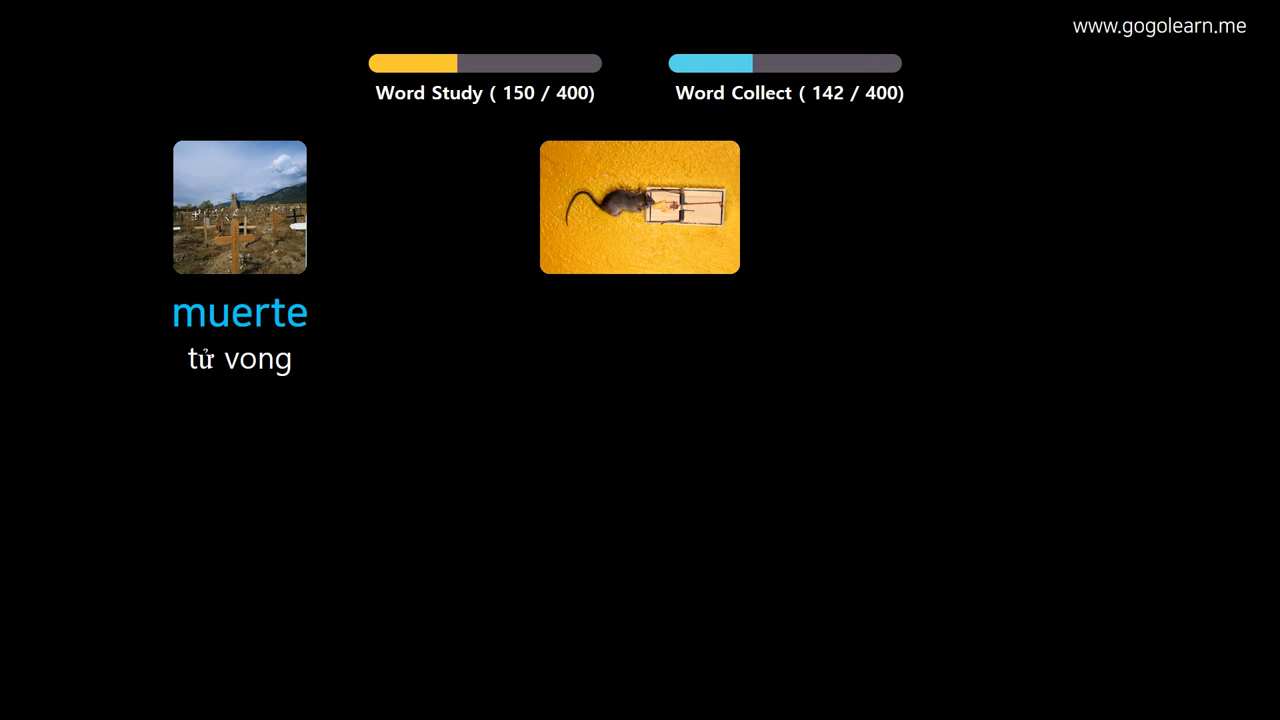 www.gogolearn.me
Word Study ( 150 / 400)
Word Collect ( 142 / 400)
muerte
tử vong